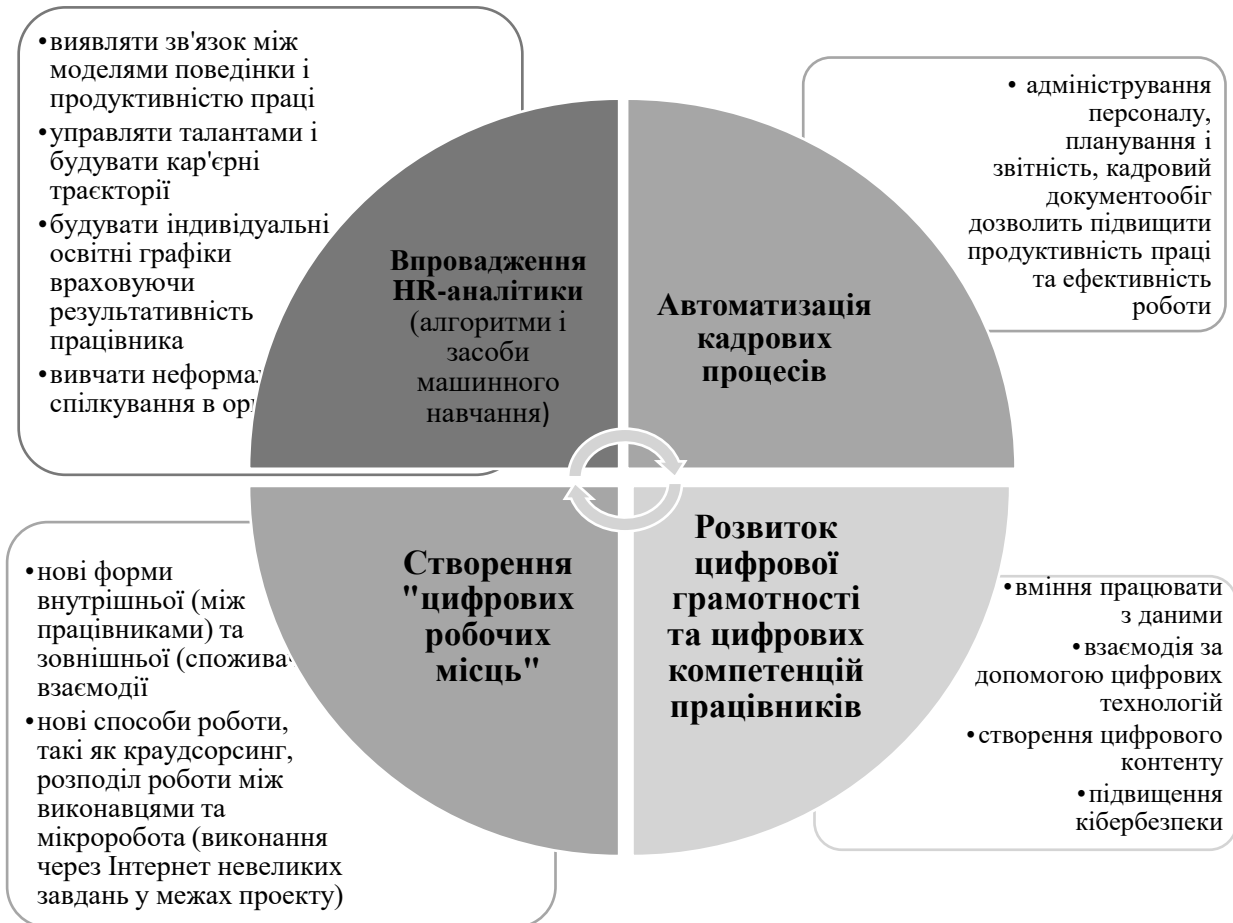 •виявляти зв'язок між
моделями поведінки і
продуктивністю праці
•управляти талантами і
будувати кар'єрні
траєкторії
•будувати індивідуальні
освітні графіки
враховуючи
результативність
працівника
•вивчати
спілкування в
Впровадження
HR-аналітики
(алгоритми і
засоби
машинного
навчання)
Автоматизація
кадрових
процесів
• адміністрування
персоналу,
планування і
звітність, кадровий
документообіг
дозволить підвищити
продуктивність праці
та ефективність
роботи
•нові форми
внутрішньої (між
працівниками) та
зовнішньої
взаємодії
•нові способи роботи,
такі як краудсорсинг,
розподіл роботи між
виконавцями та
мікроробота (виконання
через Інтернет невеликих
завдань у межах проекту)
Створення
"цифрових
робочих
місць"
Розвиток
цифрової
грамотності
та цифрових
компетенцій
працівників
•вміння працювати
з даними
•взаємодія за
допомогою цифрових
технологій
•створення цифрового
контенту
•підвищення
кібербезпеки